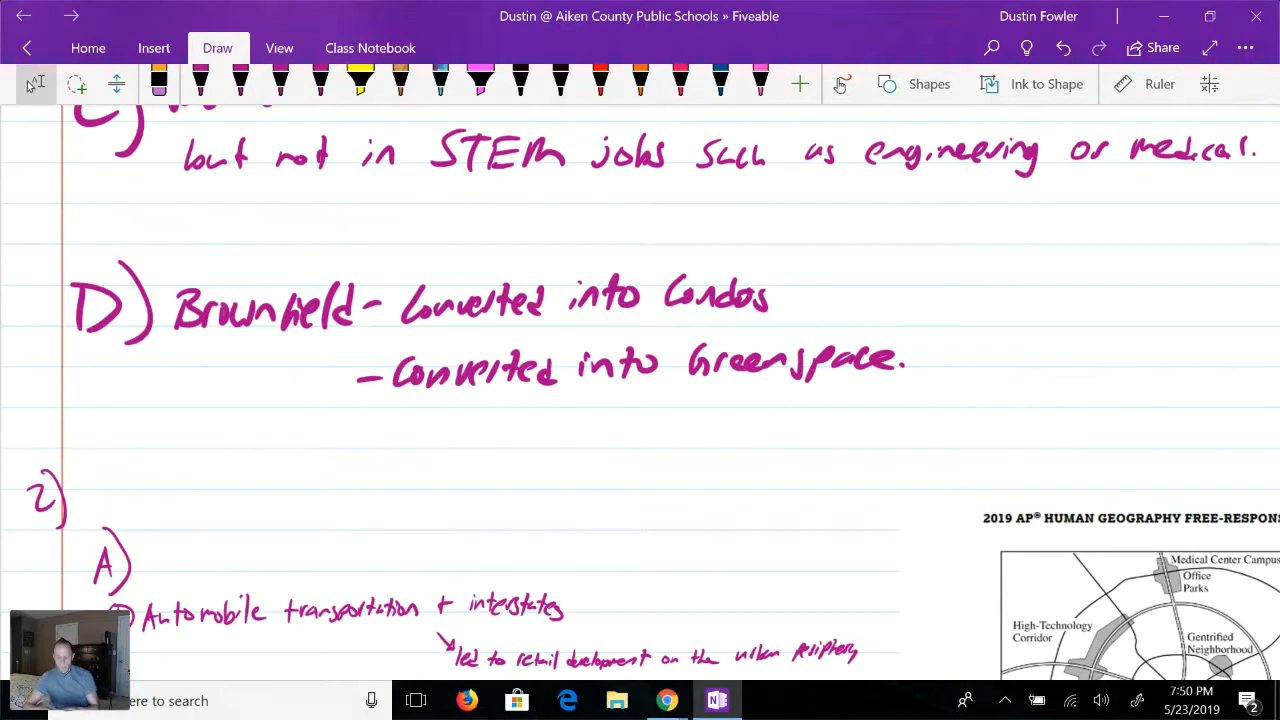 Dustin @ Aiken County Public Schools » Fiveable
Dustin Fowler
Home Insert Draw View Class Notebook
Share
Shapes Ink to Shape Ruler
but not in STEM jobs such as engineering or medical.
D) Brownfield - Converted into Condos
- Converted into Greenspace.
2)
2019 AP® HUMAN GEOGRAPHY FREE-RESPON
A)
Medical Center Campus
Office
Parks
Automobile transportation + interstates
High-Technology
Corridor
Gentrified
Neighborhood
led to retail development on the urban periphery
ere to search
7:50 PM
5/23/2019
2